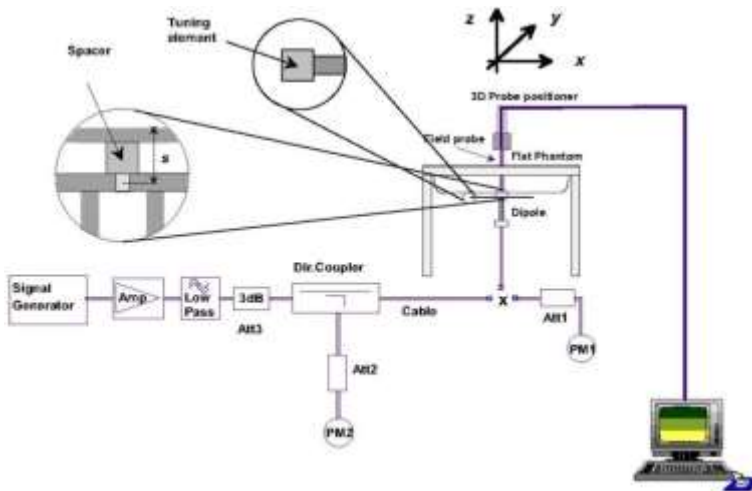 Tuning
elemant
Spacer
s
z
y
x
3D Probe positioner
Field probe
Flat Phantom
Dipole
Dir.Coupler
Signal
Generator
Amp
Low
Pass
3dB
Att3
Cable
x
Att1
PM1
Att2
PM2